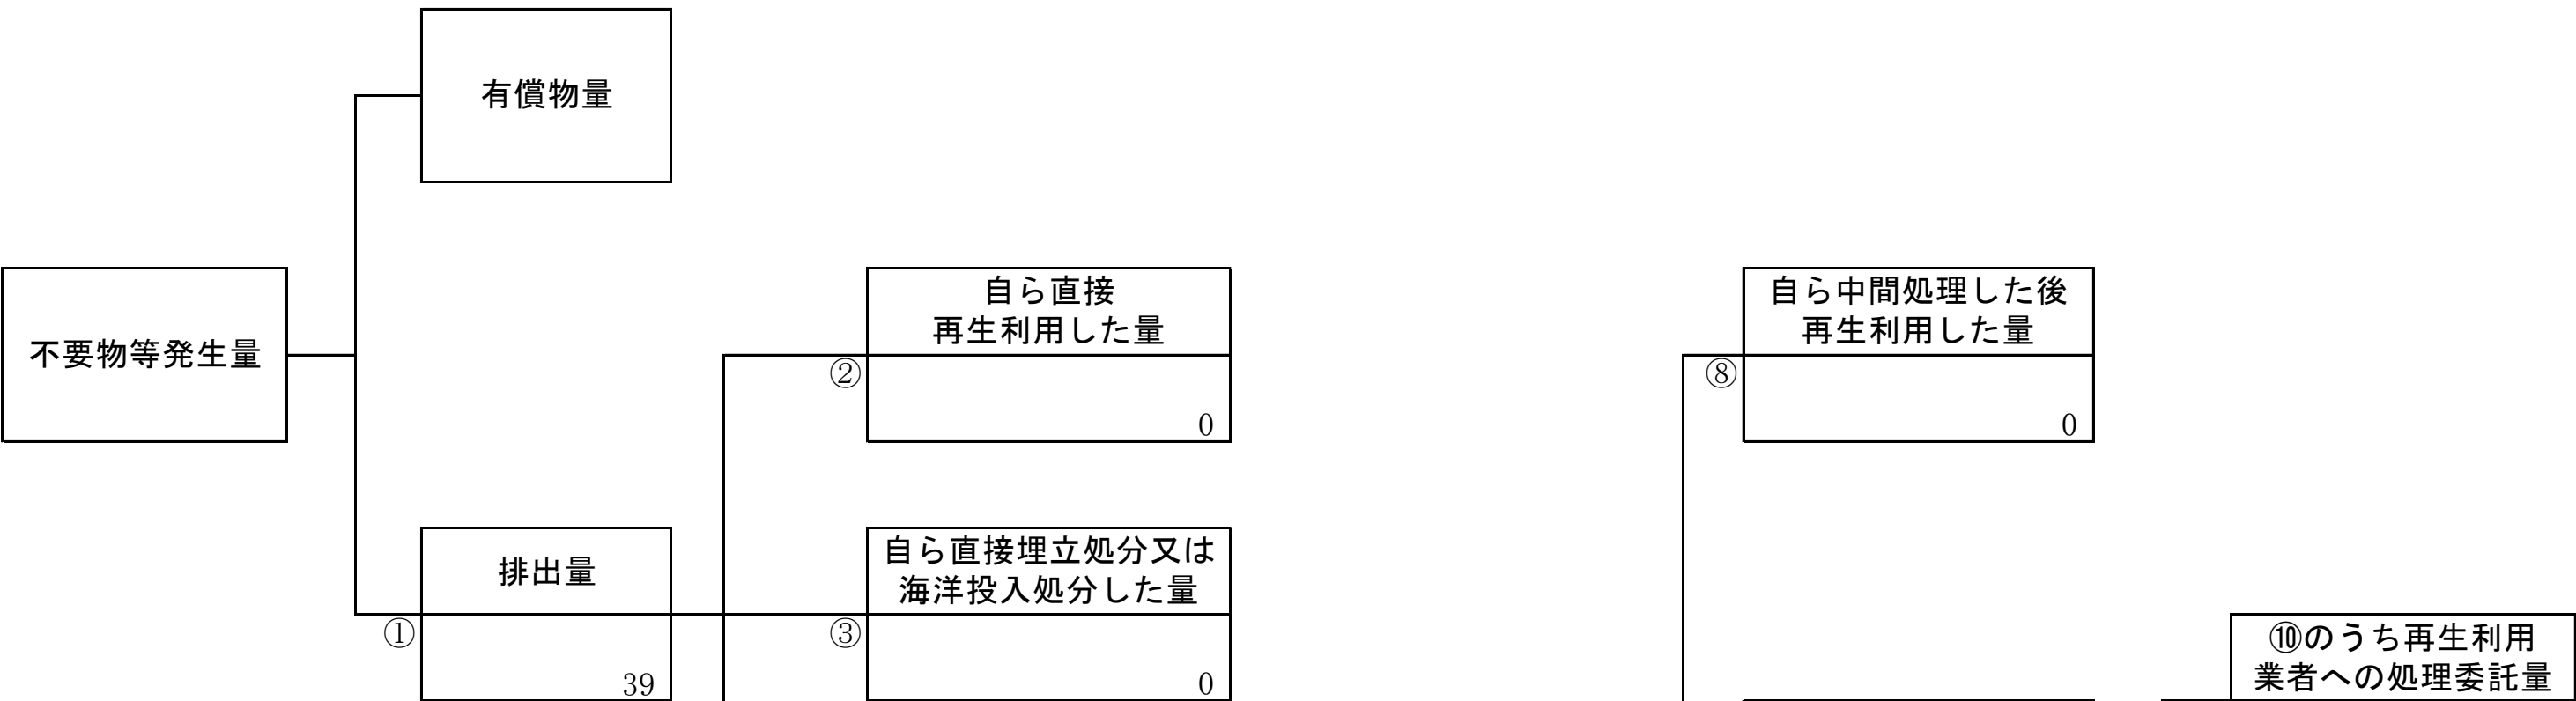 有償物量
不要物等発生量
自ら直接
再生利用した量
②
0
自ら中間処理した後
再生利用した量
⑧
0
排出量
①
39
自ら直接埋立処分又は
海洋投入処分した量
③
0
⑩のうち再生利用
業者への処理委託量